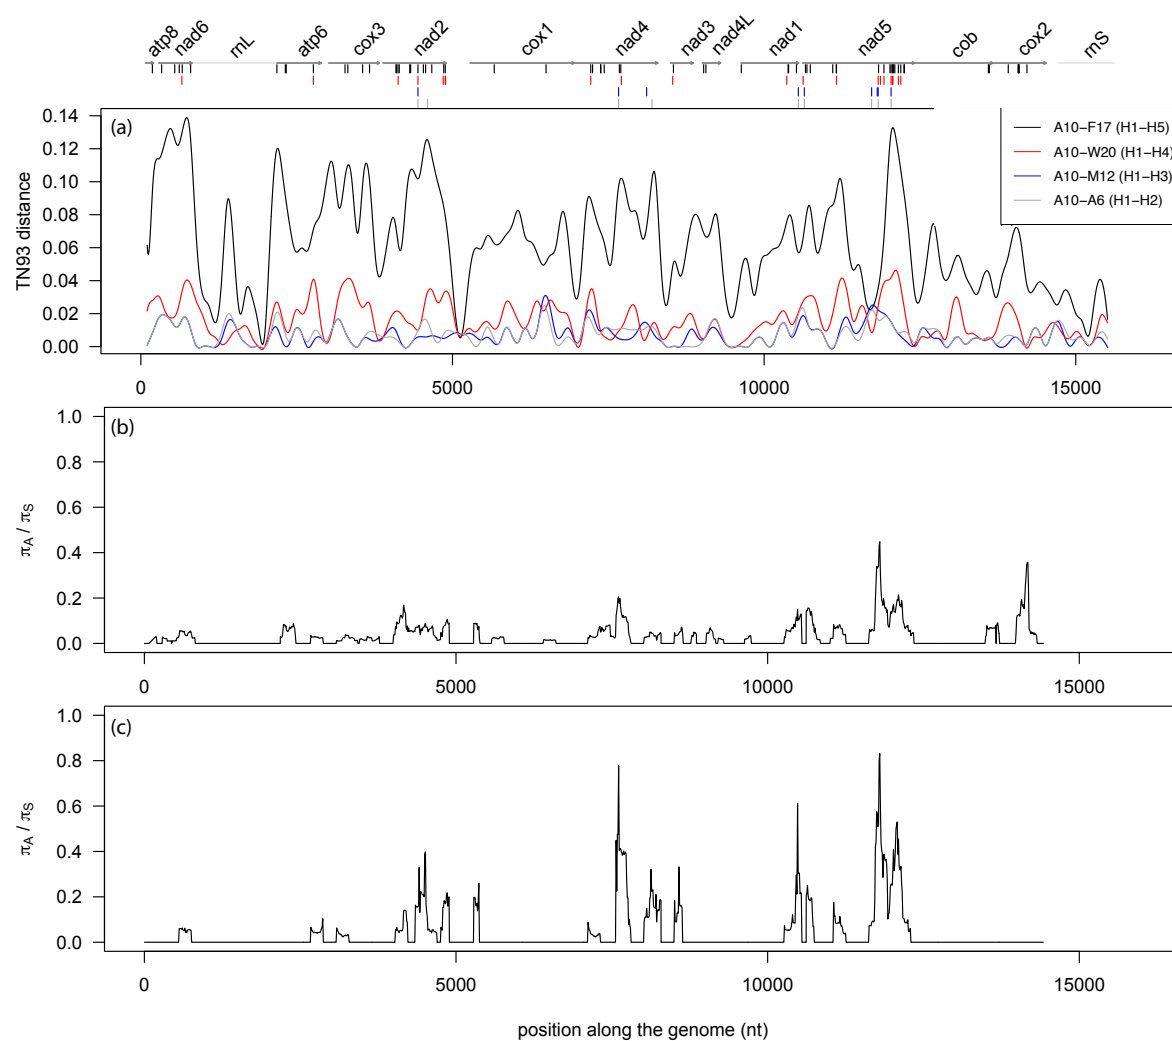 atp8 nad6 rnL atp6 cox3 nad2 cox1 nad4 nad3 nad4L nad1 nad5 cob cox2 rnS
(a)
TN93 distance
0.14
0.12
0.10
0.08
0.06
0.04
0.02
0.00
A10−F17 (H1−H5)
A10−W20 (H1−H4)
A10−M12 (H1−H3)
A10−A6 (H1−H2)
0 5000 10000 15000
(b)
πA / πS
1.0
0.8
0.6
0.4
0.2
0.0
0 5000 10000 15000
(c)
πA / πS
1.0
0.8
0.6
0.4
0.2
0.0
0 5000 10000 15000
position along the genome (nt)